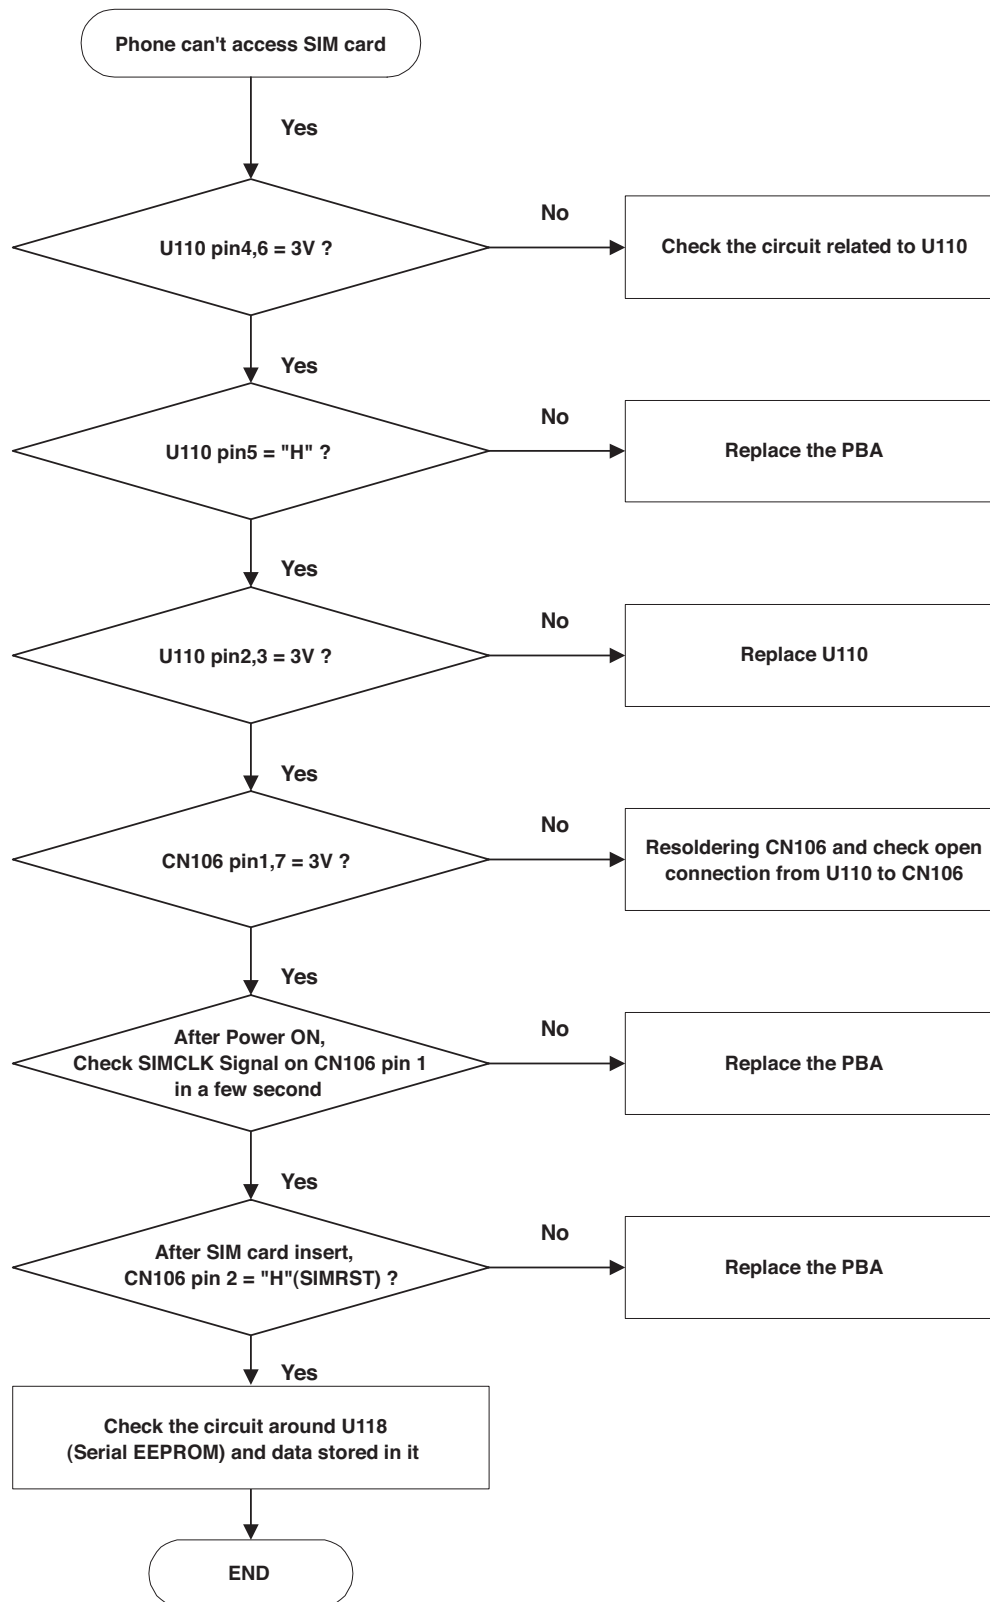 Phone can't access SIM card
Yes
U110 pin4,6 = 3V ?
No
Check the circuit related to U110
Yes
U110 pin5 = "H" ?
No
Replace the PBA
Yes
U110 pin2,3 = 3V ?
No
Replace U110
Yes
CN106 pin1,7 = 3V ?
No
Resoldering CN106 and check open
connection from U110 to CN106
Yes
After Power ON,
Check SIMCLK Signal on CN106 pin 1
in a few second
No
Replace the PBA
Yes
After SIM card insert,
CN106 pin 2 = "H"(SIMRST) ?
No
Replace the PBA
Yes
Check the circuit around U118
(Serial EEPROM) and data stored in it
END